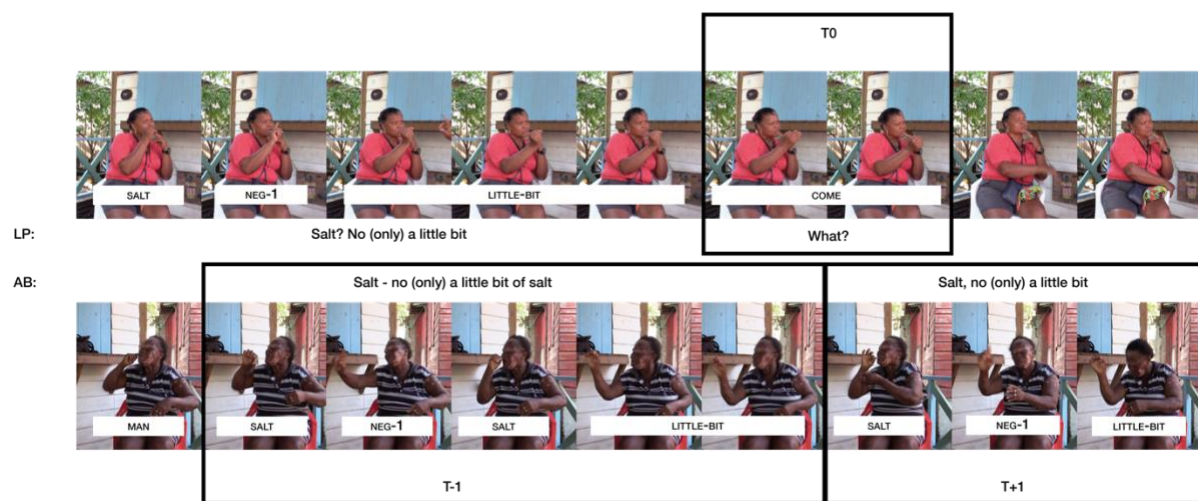 T0
SALT
NEG-1
LITTLE-BIT
COME
LP: Salt? No (only) a little bit What?
AB: Salt - no (only) a little bit of salt Salt, no (only) a little bit
MAN
SALT
NEG-1
SALT
LITTLE-BIT
SALT
NEG-1
LITTLE-BIT
T-1 T+1